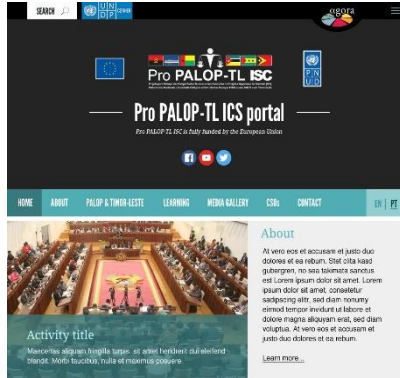 SEARCH
UN
DP
agora
Pro PALOP-TL ISC
PN
UD
Pro PALOP-TL ICS portal
Pro PALOP-TL ISC is fully funded by the European Union
HOME ABOUT PALOP & TIMOR-LESTE LEARNING MEDIA GALLERY CSOs CONTACT EN | PT
Activity title
Maecenas aliquam fringilla turpis, sit amet hendrerit dui eleifend
blandit. Morbi faucibus, nulla et maximus posuere
About
At vero eos et accusam et justo duo
dolores et ea rebum. Stet clita kasd
gubergren, no sea takimata sanctus
est Lorem ipsum dolor sit amet. Lorem
ipsum dolor sit amet, consetetur
sadipscing elitr, sed diam nonumy
eirmod tempor invidunt ut labore et
dolore magna aliquyam erat, sed diam
voluptua. At vero eos et accusam et
justo duo dolores et ea rebum.
Learn more...